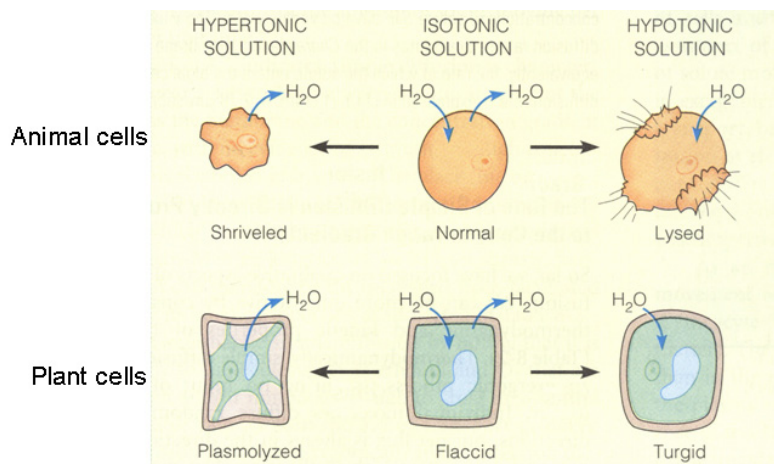 HYPERTONIC
SOLUTION
ISOTONIC
SOLUTION
HYPOTONIC
SOLUTION
Animal cells
H₂O
H₂O
H₂O
H₂O
Shriveled
Normal
Lysed
Plant cells
H₂O
H₂O
H₂O
H₂O
Plasmolyzed
Flaccid
Turgid